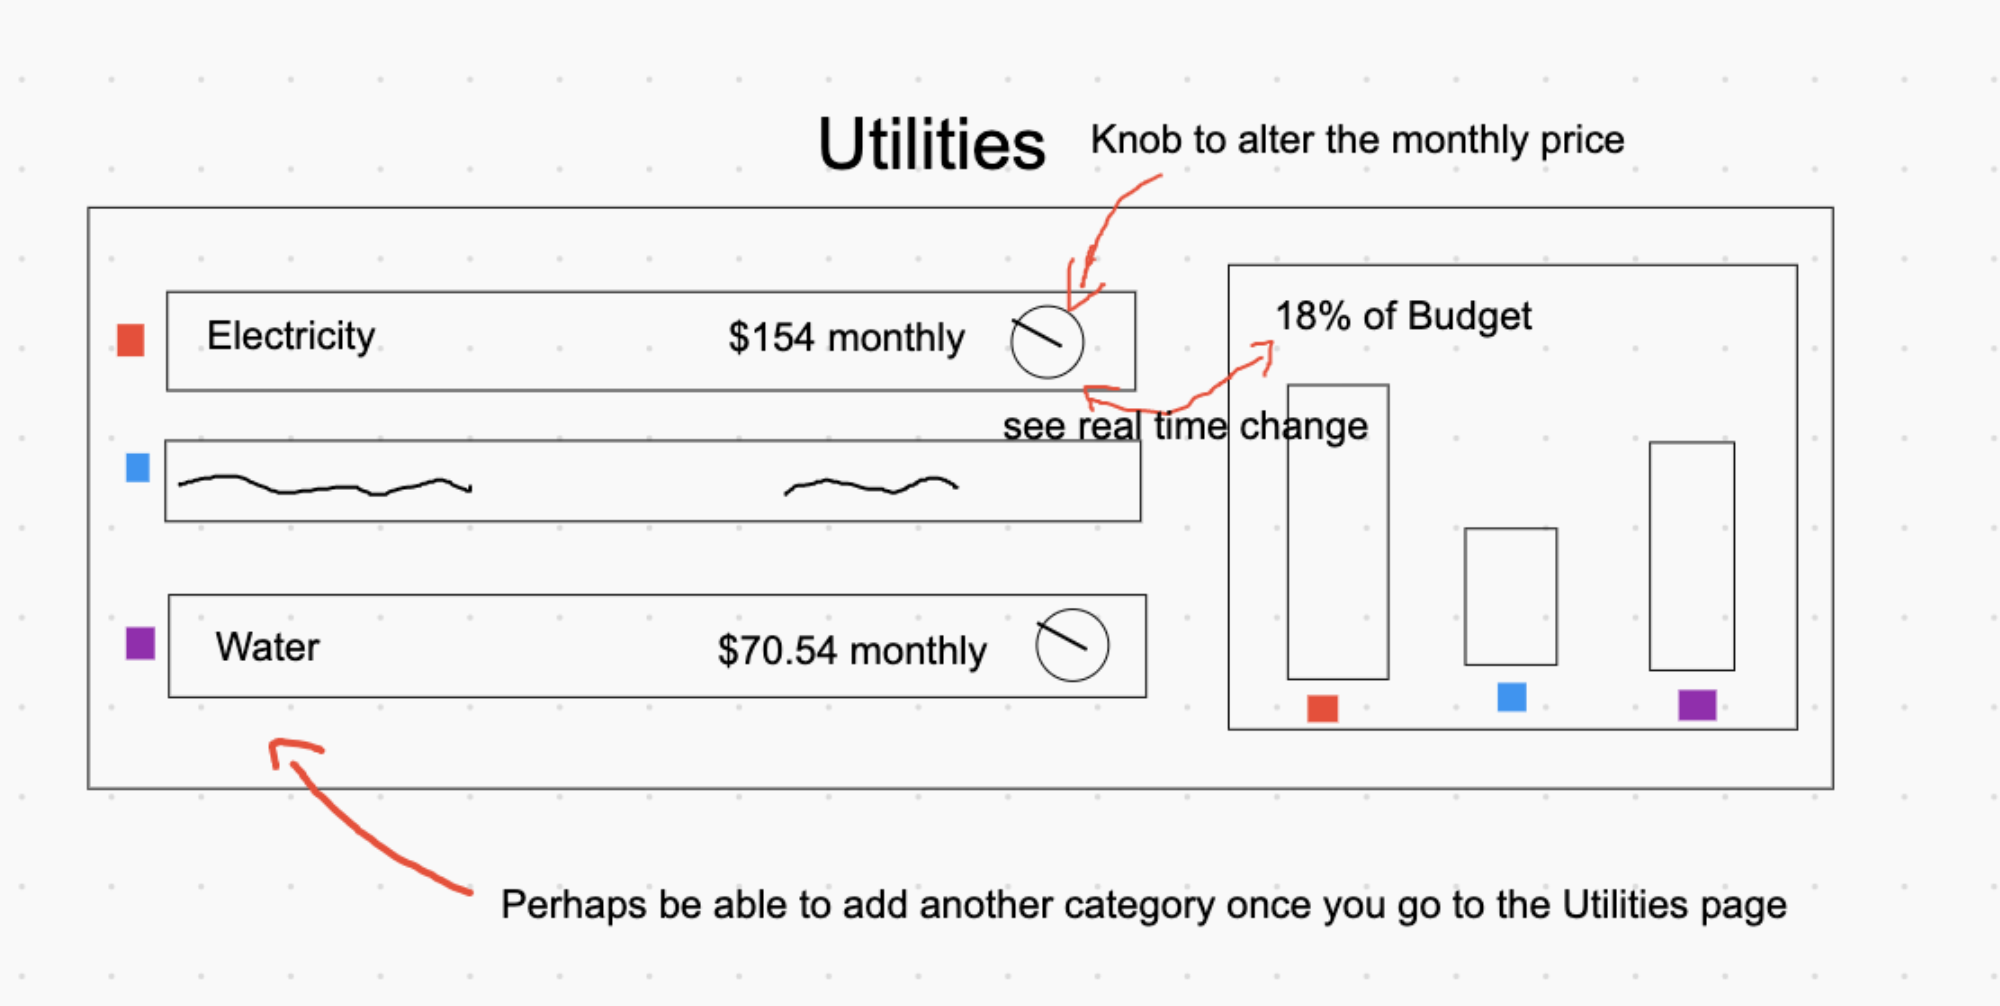 Utilities
Knob to alter the monthly price
Electricity
$154 monthly
18% of Budget
see real time change
Water
$70.54 monthly
Perhaps be able to add another category once you go to the Utilities page